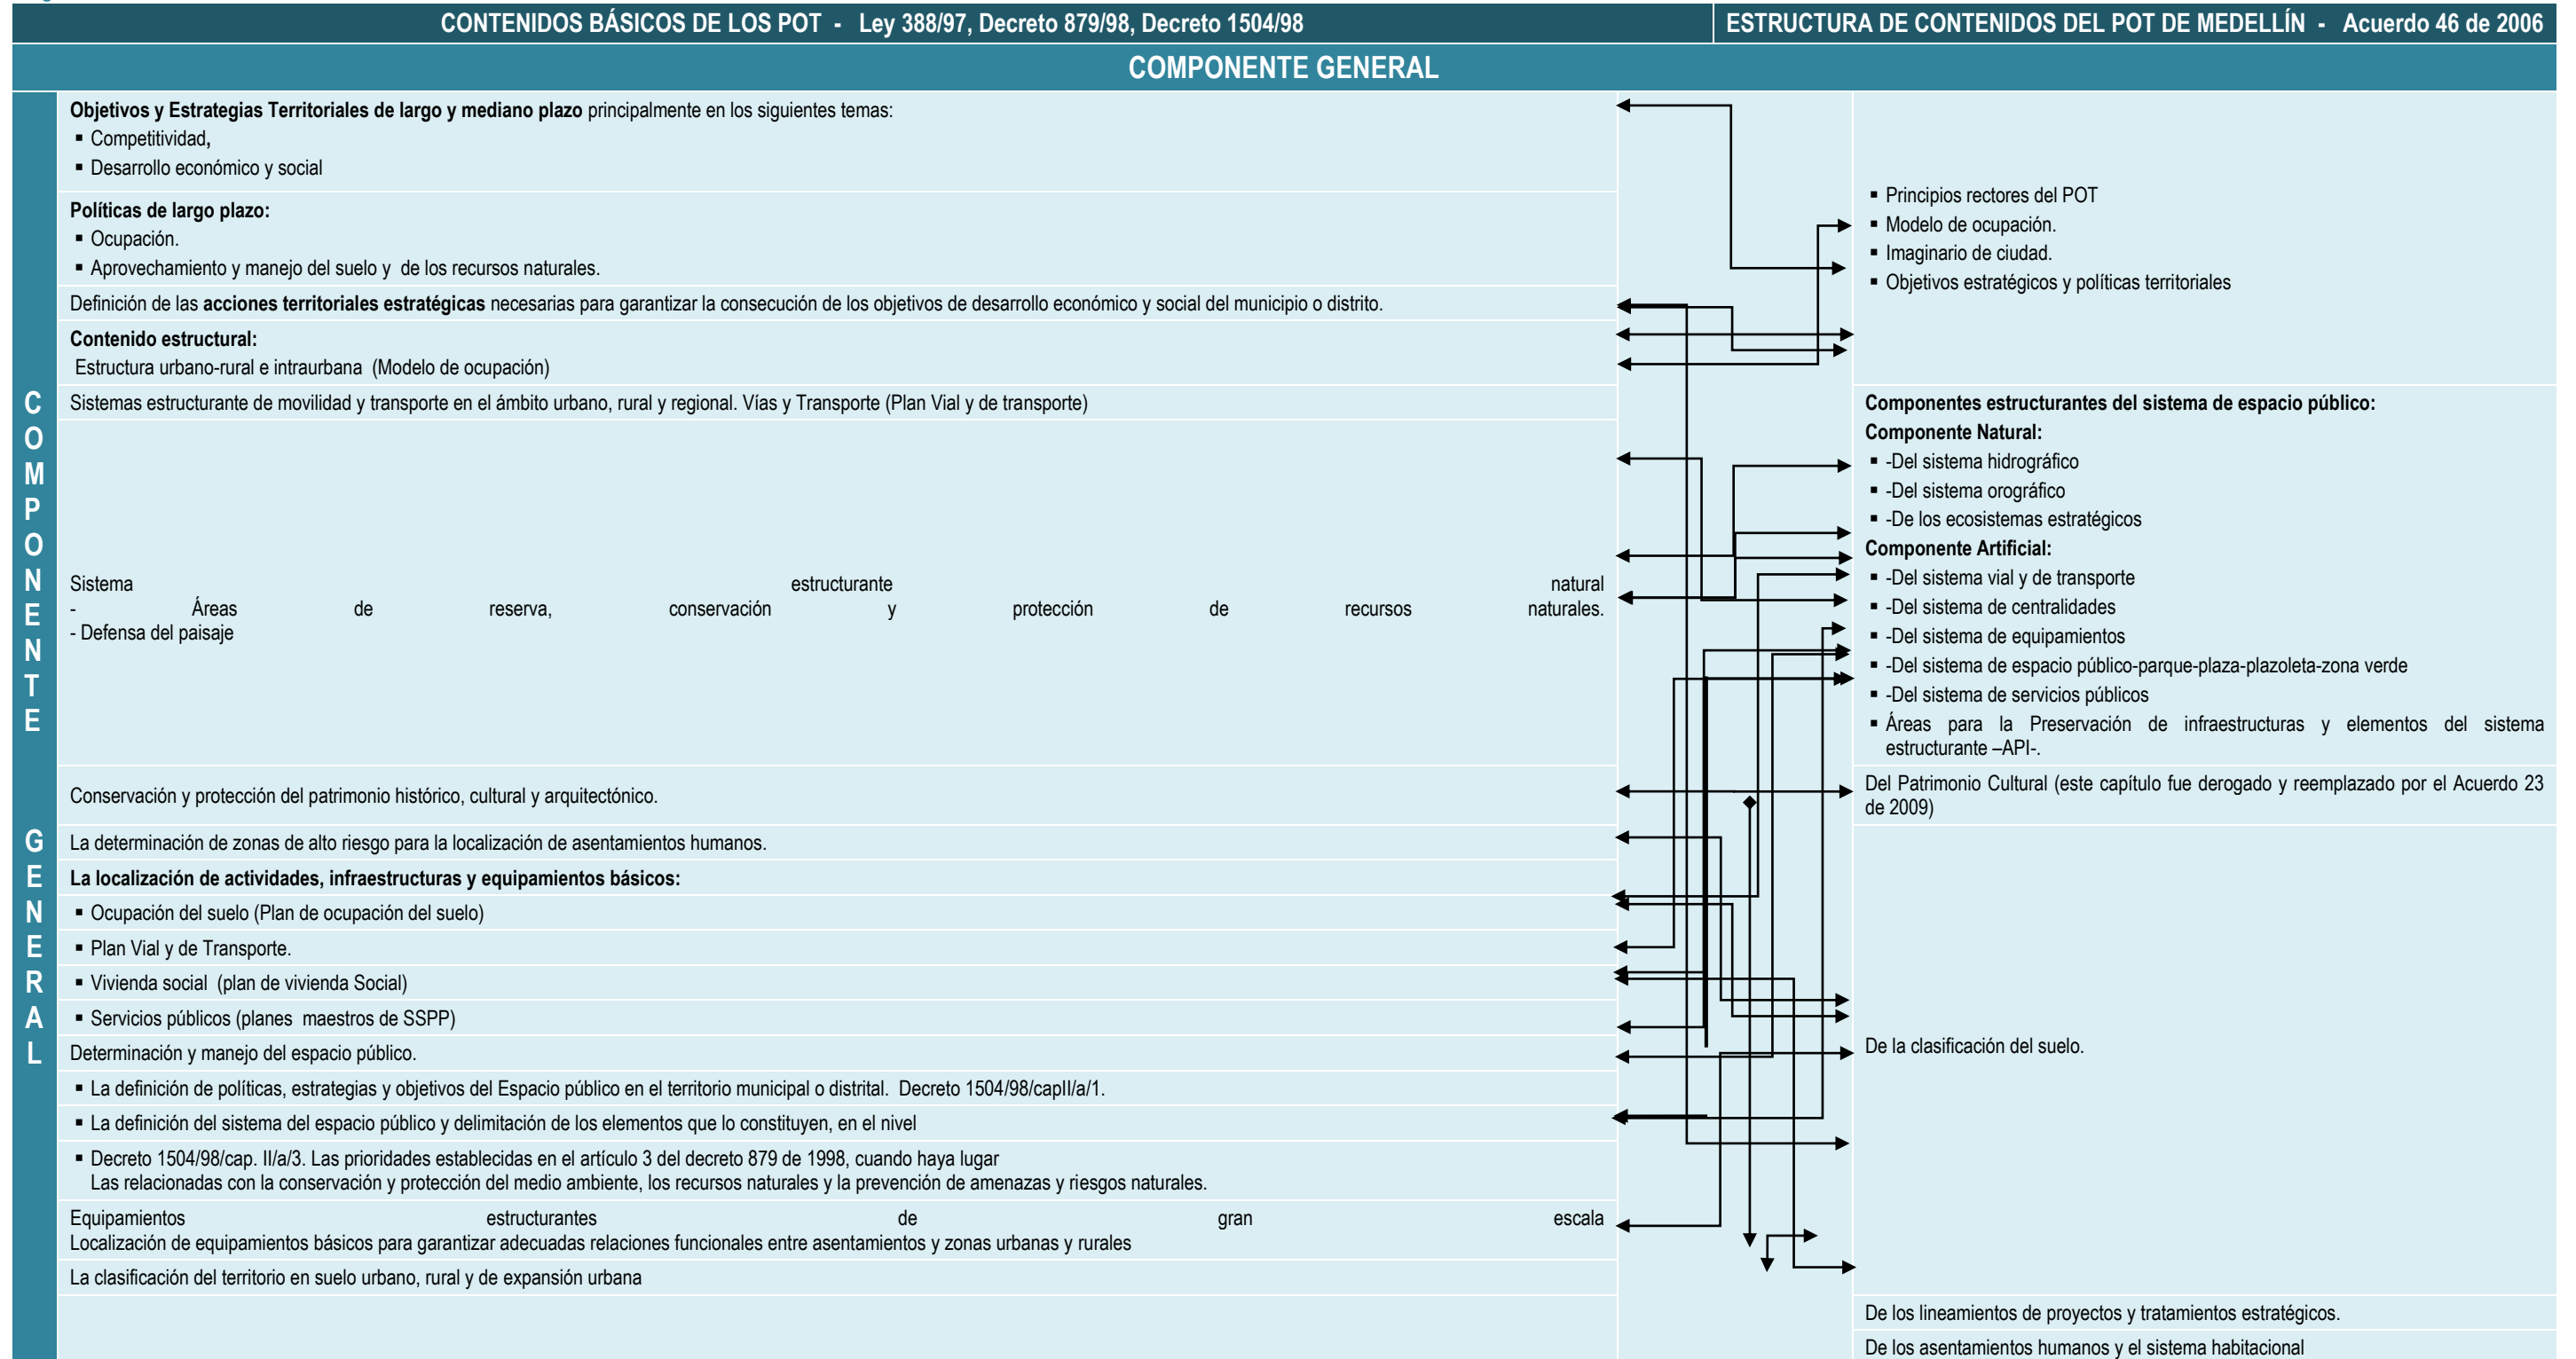 CONTENIDOS BÁSICOS DE LOS POT - Ley 388/97, Decreto 879/98, Decreto 1504/98
ESTRUCTURA DE CONTENIDOS DEL POT DE MEDELLÍN - Acuerdo 46 de 2006
COMPONENTE GENERAL
COMPONENTE GENERAL
Objetivos y Estrategias Territoriales de largo y mediano plazo principalmente en los siguientes temas:
▪ Competitividad,
▪ Desarrollo económico y social
Políticas de largo plazo:
▪ Ocupación.
▪ Aprovechamiento y manejo del suelo y de los recursos naturales.
Definición de las acciones territoriales estratégicas necesarias para garantizar la consecución de los objetivos de desarrollo económico y social del municipio o distrito.
Contenido estructural:
Estructura urbano-rural e intraurbana (Modelo de ocupación)
▪ Principios rectores del POT
▪ Modelo de ocupación.
▪ Imaginario de ciudad.
▪ Objetivos estratégicos y políticas territoriales
Sistemas estructurante de movilidad y transporte en el ámbito urbano, rural y regional. Vías y Transporte (Plan Vial y de transporte)
Sistema estructurante natural
- Áreas de reserva, conservación y protección de recursos naturales.
- Defensa del paisaje
Componentes estructurantes del sistema de espacio público:
Componente Natural:
▪ -Del sistema hidrográfico
▪ -Del sistema orográfico
▪ -De los ecosistemas estratégicos
Componente Artificial:
▪ -Del sistema vial y de transporte
▪ -Del sistema de centralidades
▪ -Del sistema de equipamientos
▪ -Del sistema de espacio público-parque-plaza-plazoleta-zona verde
▪ -Del sistema de servicios públicos
▪ Áreas para la Preservación de infraestructuras y elementos del sistema
estructurante –API-.
Conservación y protección del patrimonio histórico, cultural y arquitectónico.
Del Patrimonio Cultural (este capítulo fue derogado y reemplazado por el Acuerdo 23
de 2009)
La determinación de zonas de alto riesgo para la localización de asentamientos humanos.
La localización de actividades, infraestructuras y equipamientos básicos:
▪ Ocupación del suelo (Plan de ocupación del suelo)
▪ Plan Vial y de Transporte.
▪ Vivienda social (plan de vivienda Social)
▪ Servicios públicos (planes maestros de SSPP)
Determinación y manejo del espacio público.
▪ La definición de políticas, estrategias y objetivos del Espacio público en el territorio municipal o distrital. Decreto 1504/98/capII/a/1.
▪ La definición del sistema del espacio público y delimitación de los elementos que lo constituyen, en el nivel
▪ Decreto 1504/98/cap. II/a/3. Las prioridades establecidas en el artículo 3 del decreto 879 de 1998, cuando haya lugar
Las relacionadas con la conservación y protección del medio ambiente, los recursos naturales y la prevención de amenazas y riesgos naturales.
Equipamientos estructurantes de gran escala
Localización de equipamientos básicos para garantizar adecuadas relaciones funcionales entre asentamientos y zonas urbanas y rurales
La clasificación del territorio en suelo urbano, rural y de expansión urbana
De la clasificación del suelo.
De los lineamientos de proyectos y tratamientos estratégicos.
De los asentamientos humanos y el sistema habitacional